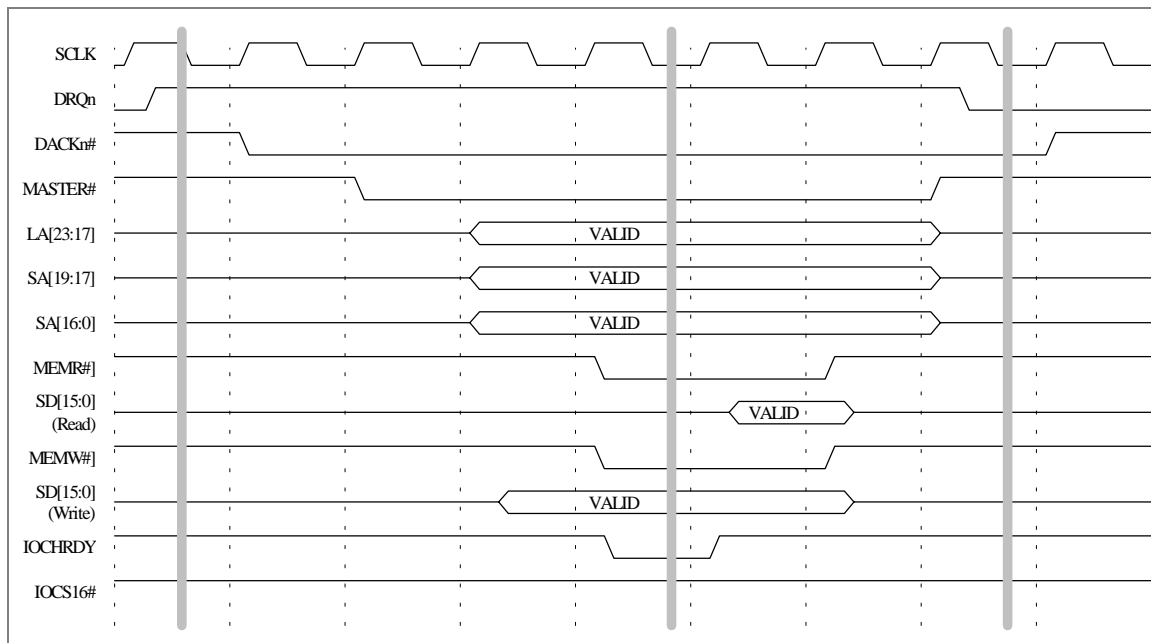 SCLK
DRQn
DACKn#
MASTER#
LA[23:17] VALID
SA[19:17] VALID
SA[16:0] VALID
MEMR#]
SD[15:0]
(Read) VALID
MEMW#]
SD[15:0]
(Write) VALID
IOCHRDY
IOCS16#